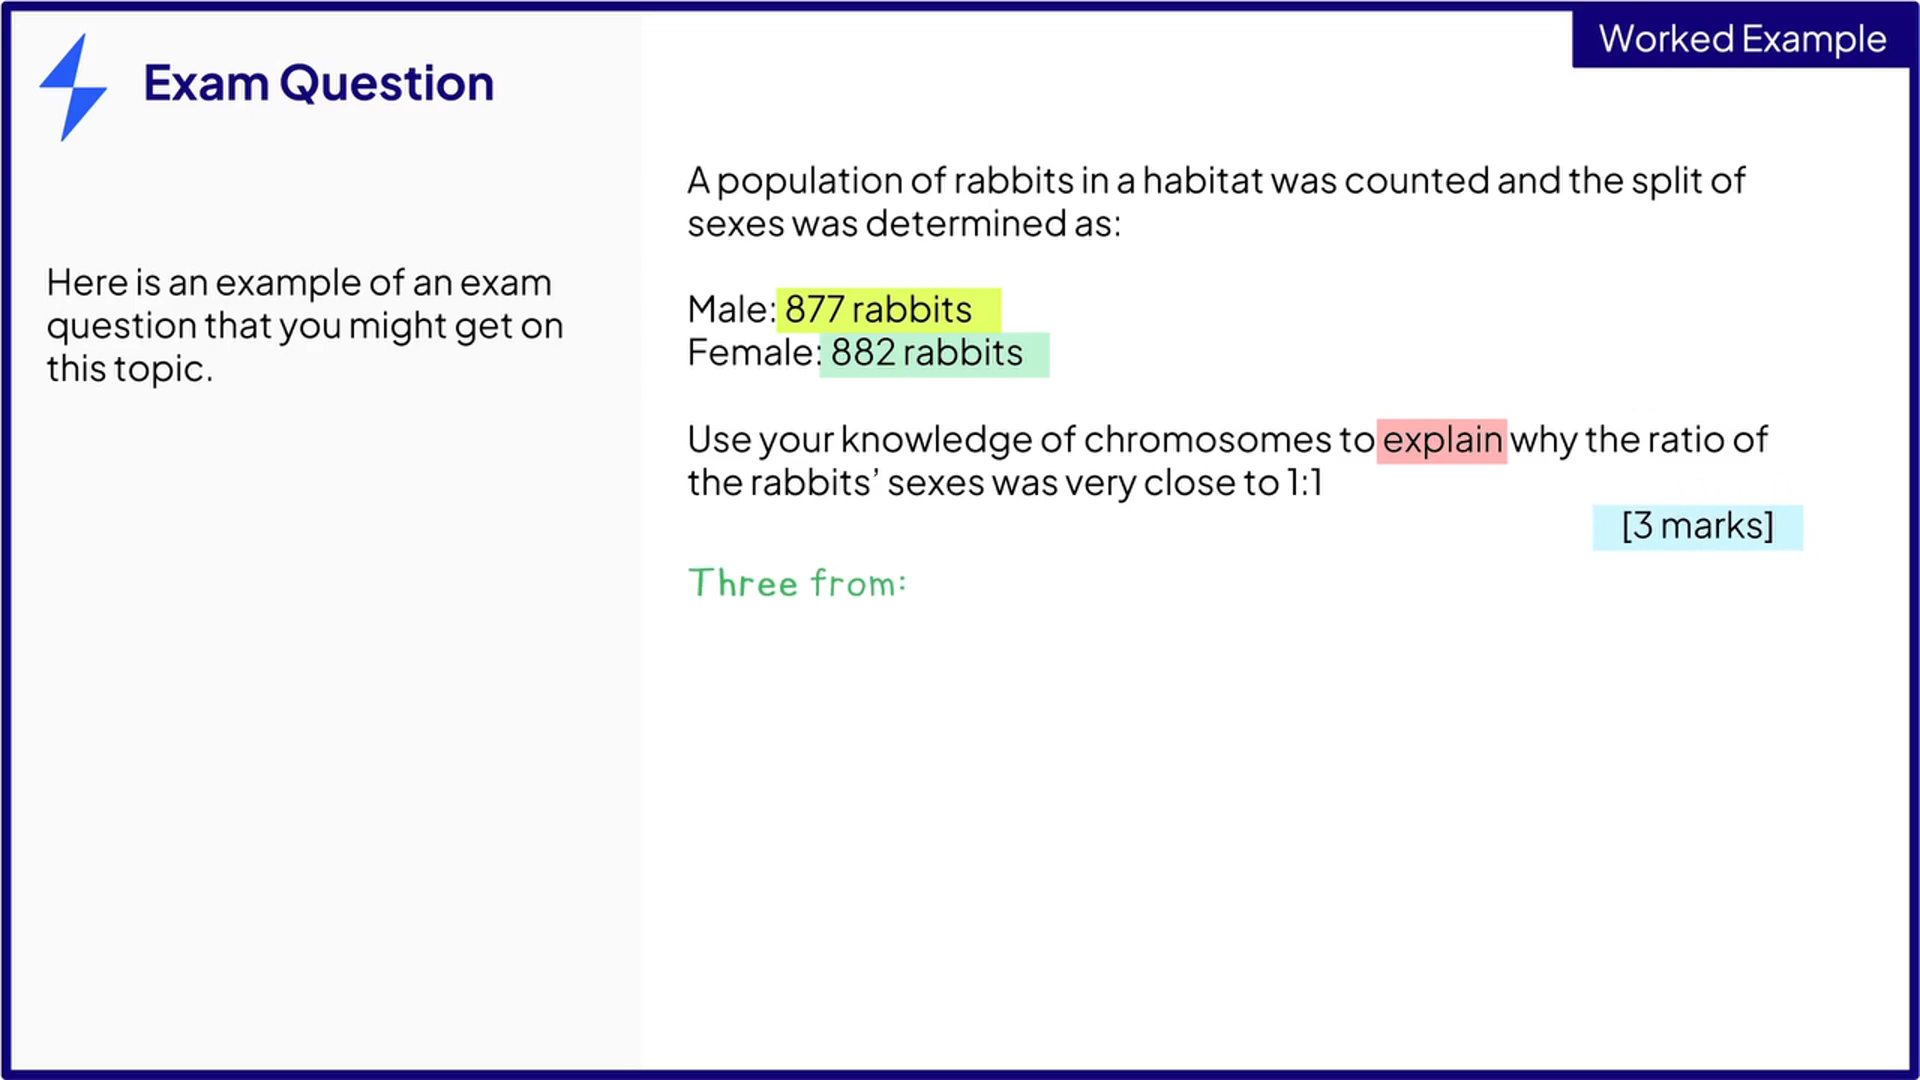 Worked Example
Exam Question
Here is an example of an exam
question that you might get on
this topic.
A population of rabbits in a habitat was counted and the split of
sexes was determined as:
Male: 877 rabbits
Female: 882 rabbits
Use your knowledge of chromosomes to explain why the ratio of
the rabbits’ sexes was very close to 1:1
[3 marks]
Three from: